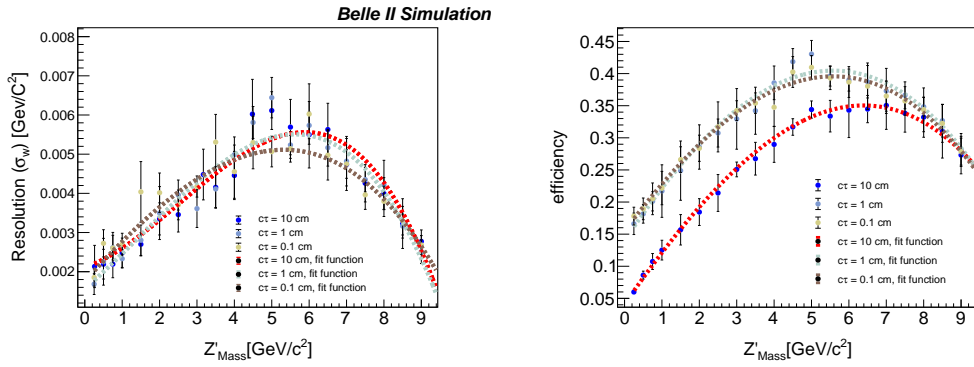 Belle II Simulation
Resolution (σw) [Gev/C²]
0.008
0.007
0.006
0.005
0.004
0.003
0.002
0 1 2 3 4 5 6 7 8 9
Z'Mass[GeV/c²]
cτ = 10 cm
cτ = 1 cm
cτ = 0.1 cm
cτ = 10 cm, fit function
cτ = 1 cm, fit function
cτ = 0.1 cm, fit function
efficiency
0.45
0.4
0.35
0.3
0.25
0.2
0.15
0.1
0.05
0 1 2 3 4 5 6 7 8 9
Z'Mass[GeV/c²]
cτ = 10 cm
cτ = 1 cm
cτ = 0.1 cm
cτ = 10 cm, fit function
cτ = 1 cm, fit function
cτ = 0.1 cm, fit function